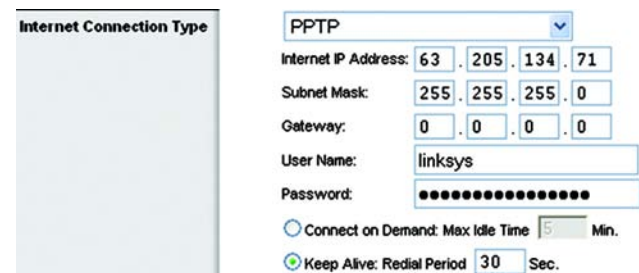 Internet Connection Type PPTP
Internet IP Address: 63 . 205 . 134 . 71
Subnet Mask: 255 . 255 . 255 . 0
Gateway: 0 . 0 . 0 . 0
User Name: linksys
Password: ●●●●●●●●●●●●●●●●
Connect on Demand: Max Idle Time 5 Min.
Keep Alive: Redial Period 30 Sec.